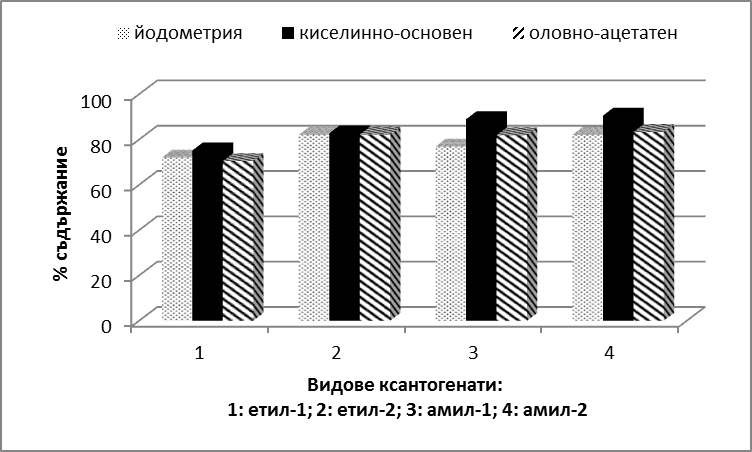 йодометрия киселинно-основен оловно-ацетатен
100
80
60
40
20
0
% съдържание
1 2 3 4
Видове ксантогенати:
1: етил-1; 2: етил-2; 3: амил-1; 4: амил-2